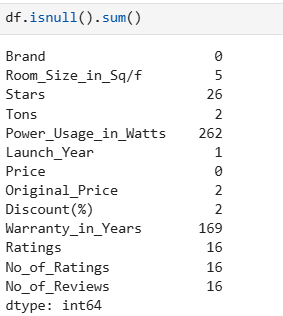 df.isnull().sum()
Brand 0
Room_Size_in_Sq/f 5
Stars 26
Tons 2
Power_Usage_in_Watts 262
Launch_Year 1
Price 0
Original_Price 2
Discount(%) 2
Warranty_in_Years 169
Ratings 16
No_of_Ratings 16
No_of_Reviews 16
dtype: int64